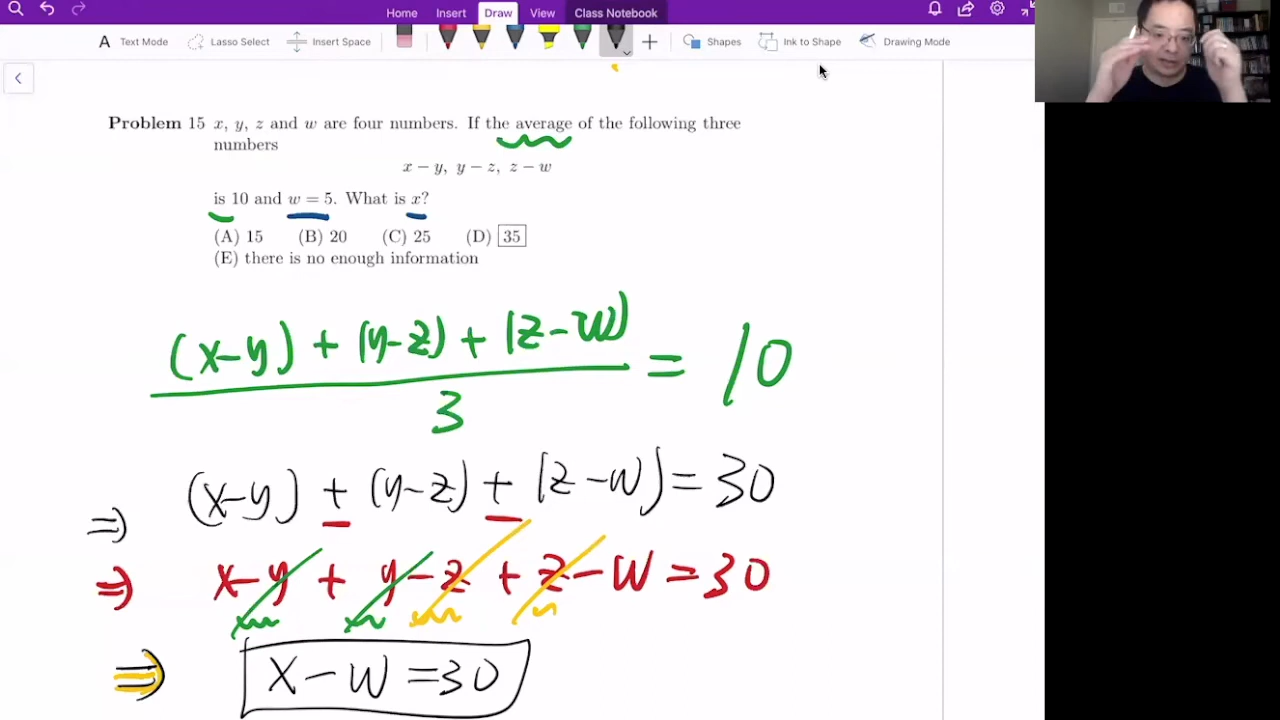 Home Insert Draw View Class Notebook
A Text Mode Lasso Select Insert Space Shapes Ink to Shape Drawing Mode
Problem 15 x, y, z and w are four numbers. If the average of the following three
numbers
x − y, y − z, z − w
is 10 and w = 5. What is x?
(A) 15 (B) 20 (C) 25 (D) 35
(E) there is no enough information
(x-y) + (y-z) + (z-w)
= 10
3
⇒ (x-y) + (y-z) + (z-w) = 30
⇒ x-y + y-z + z-w = 30
⇒ x-w = 30